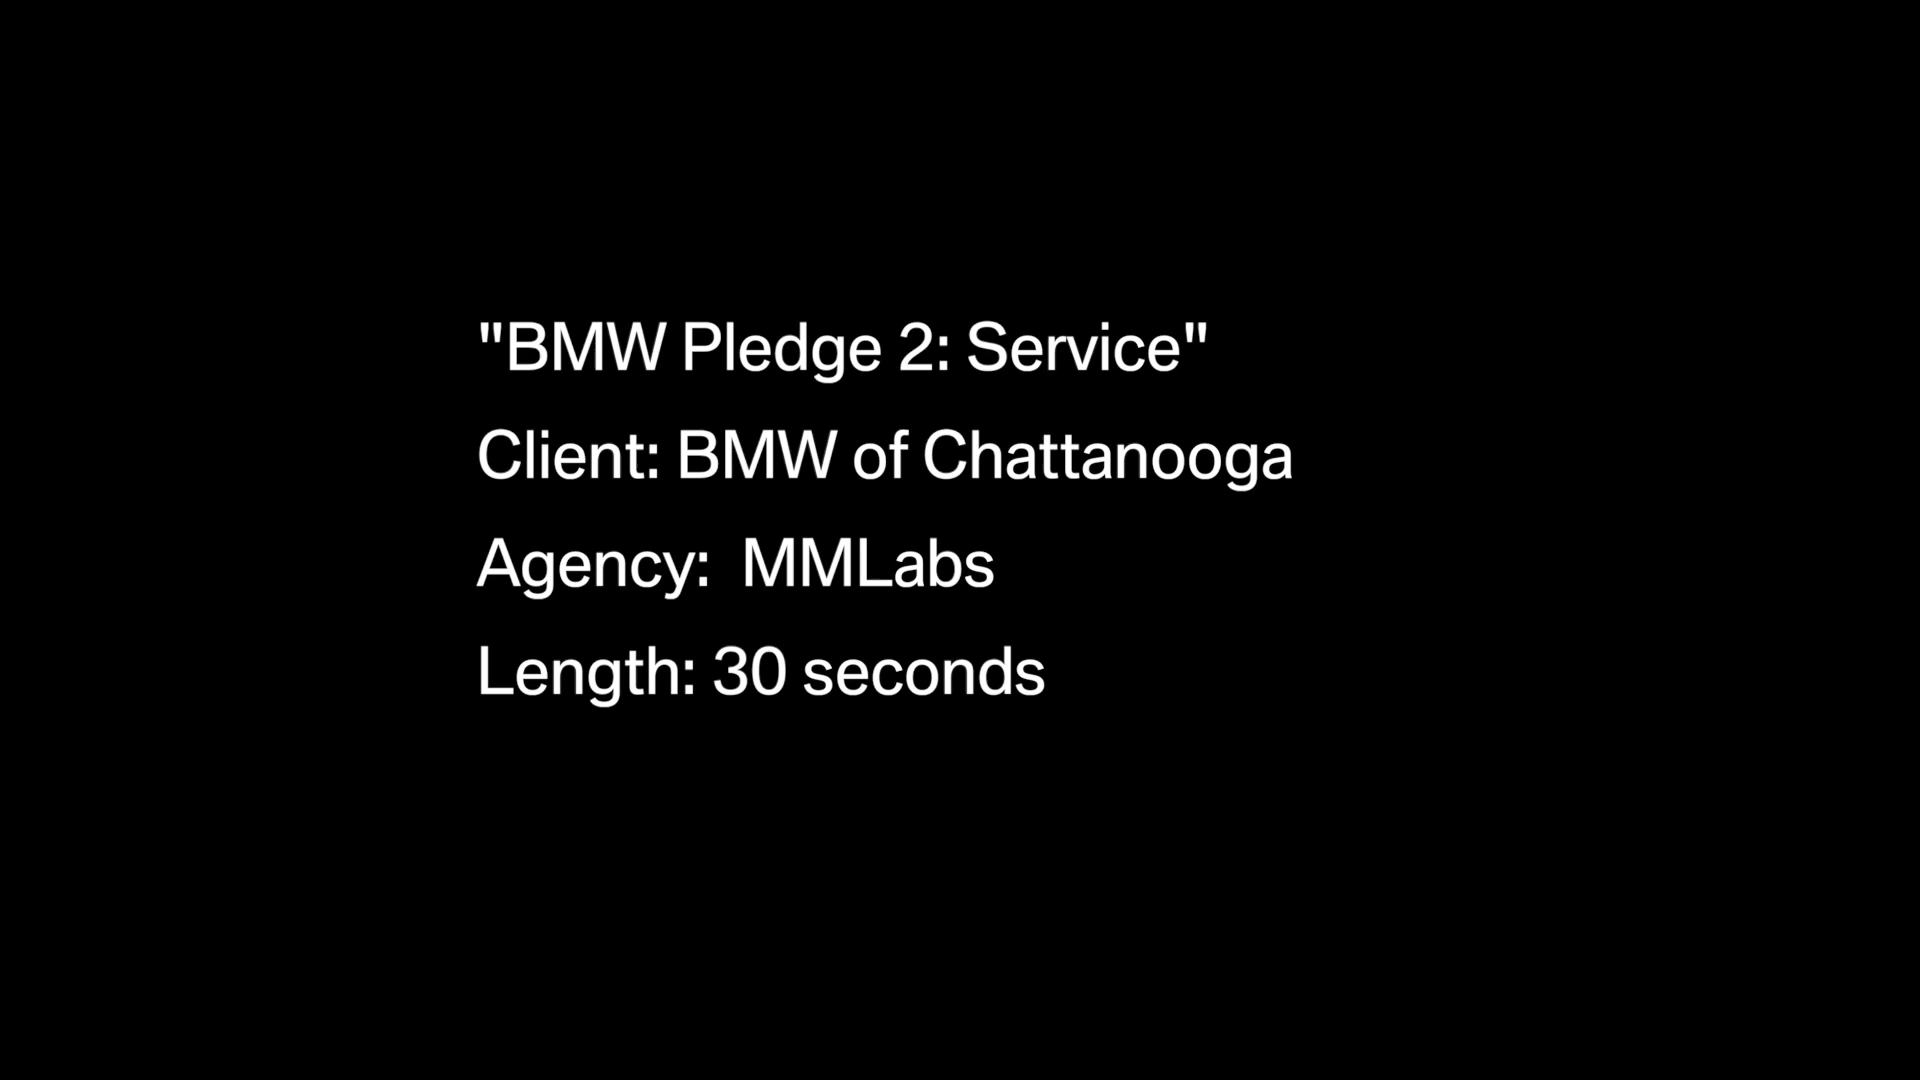 "BMW Pledge 2: Service"
Client: BMW of Chattanooga
Agency:  MMLabs
Length: 30 seconds